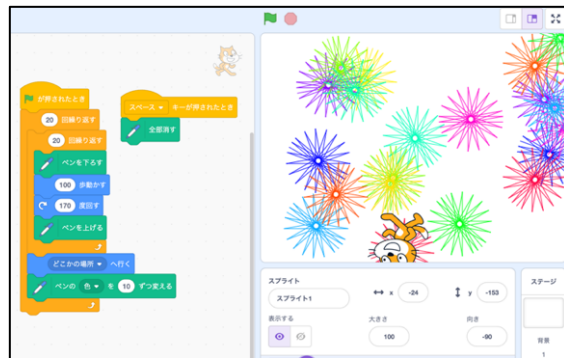 が押されたとき
20 回繰り返す
20 回繰り返す
ペンを下ろす
100 歩動かす
170 度回す
ペンを上げる
どこかの場所 へ行く
ペンの 色 を 10 ずつ変える
スペース キーが押されたとき
全部消す
スプライト
スプライト1
x -24
y -153
表示する
大きさ
100
向き
-90
ステージ
背景
1